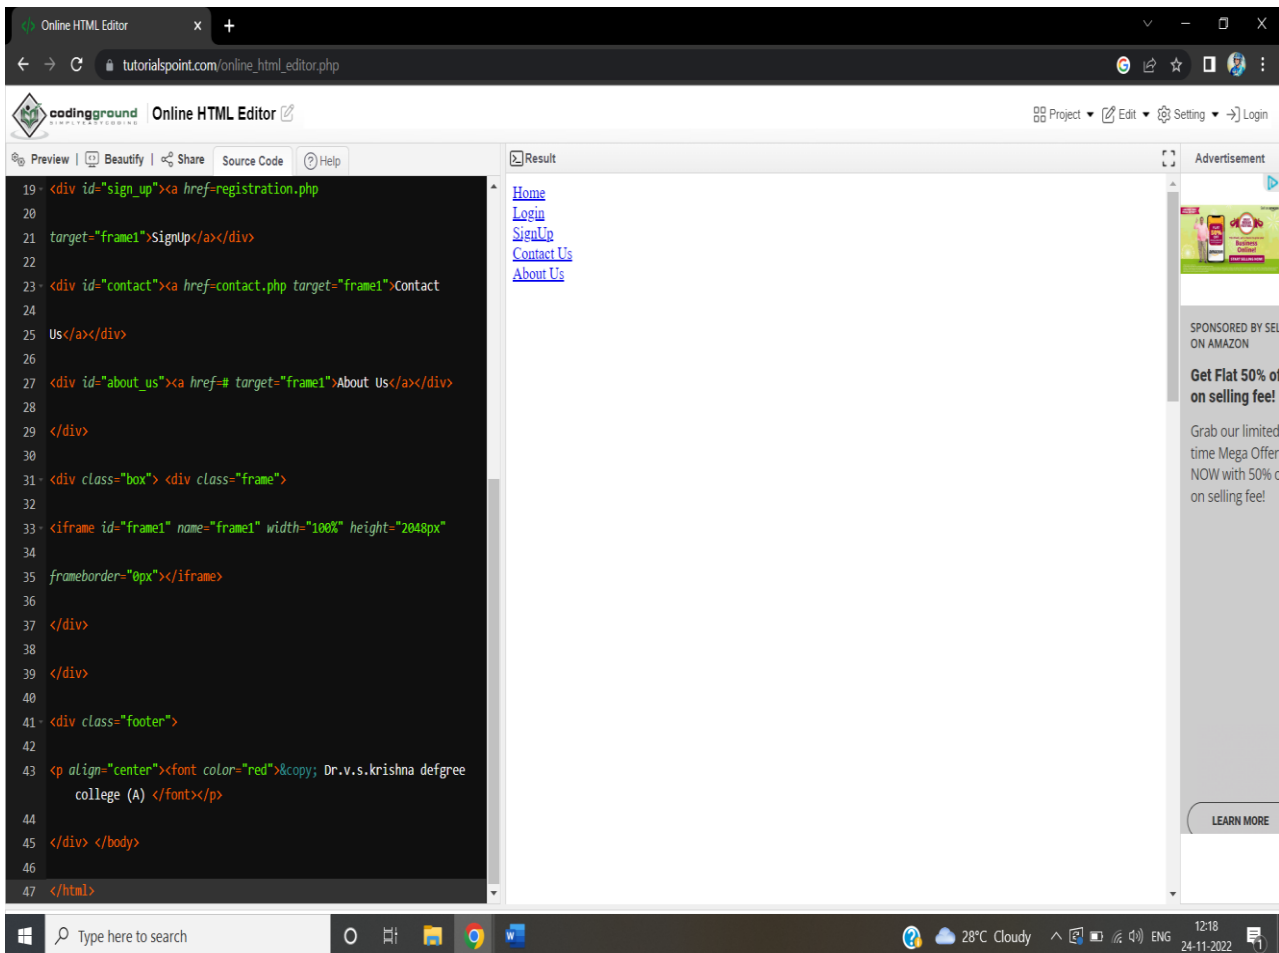 Online HTML Editor
tutorialspoint.com/online_html_editor.php
codingground
SIMPLYEASYCODING
Online HTML Editor
Project
Edit
Setting
Login
Preview | Beautify | Share Source Code Help
Result
Advertisement
19 <div id="sign_up"><a href=registration.php
20
21 target="frame1">SignUp</a></div>
22
23 <div id="contact"><a href=contact.php target="frame1">Contact
24
25 Us</a></div>
26
27 <div id="about_us"><a href=# target="frame1">About Us</a></div>
28
29 </div>
30
31 <div class="box"> <div class="frame">
32
33 <iframe id="frame1" name="frame1" width="100%" height="2048px"
34
35 frameborder="0px"></iframe>
36
37 </div>
38
39 </div>
40
41 <div class="footer">
42
43 <p align="center"><font color="red">&copy; Dr.v.s.krishna defgree
college (A) </font></p>
44
45 </div> </body>
46
47 </html>
Home
Login
SignUp
Contact Us
About Us
Business
Online!
START SELLING NOW!
SPONSORED BY SEL
ON AMAZON
Get Flat 50% of
on selling fee!
Grab our limited
time Mega Offer
NOW with 50% o
on selling fee!
LEARN MORE
Type here to search
28°C Cloudy
ENG
12:18
24-11-2022
1